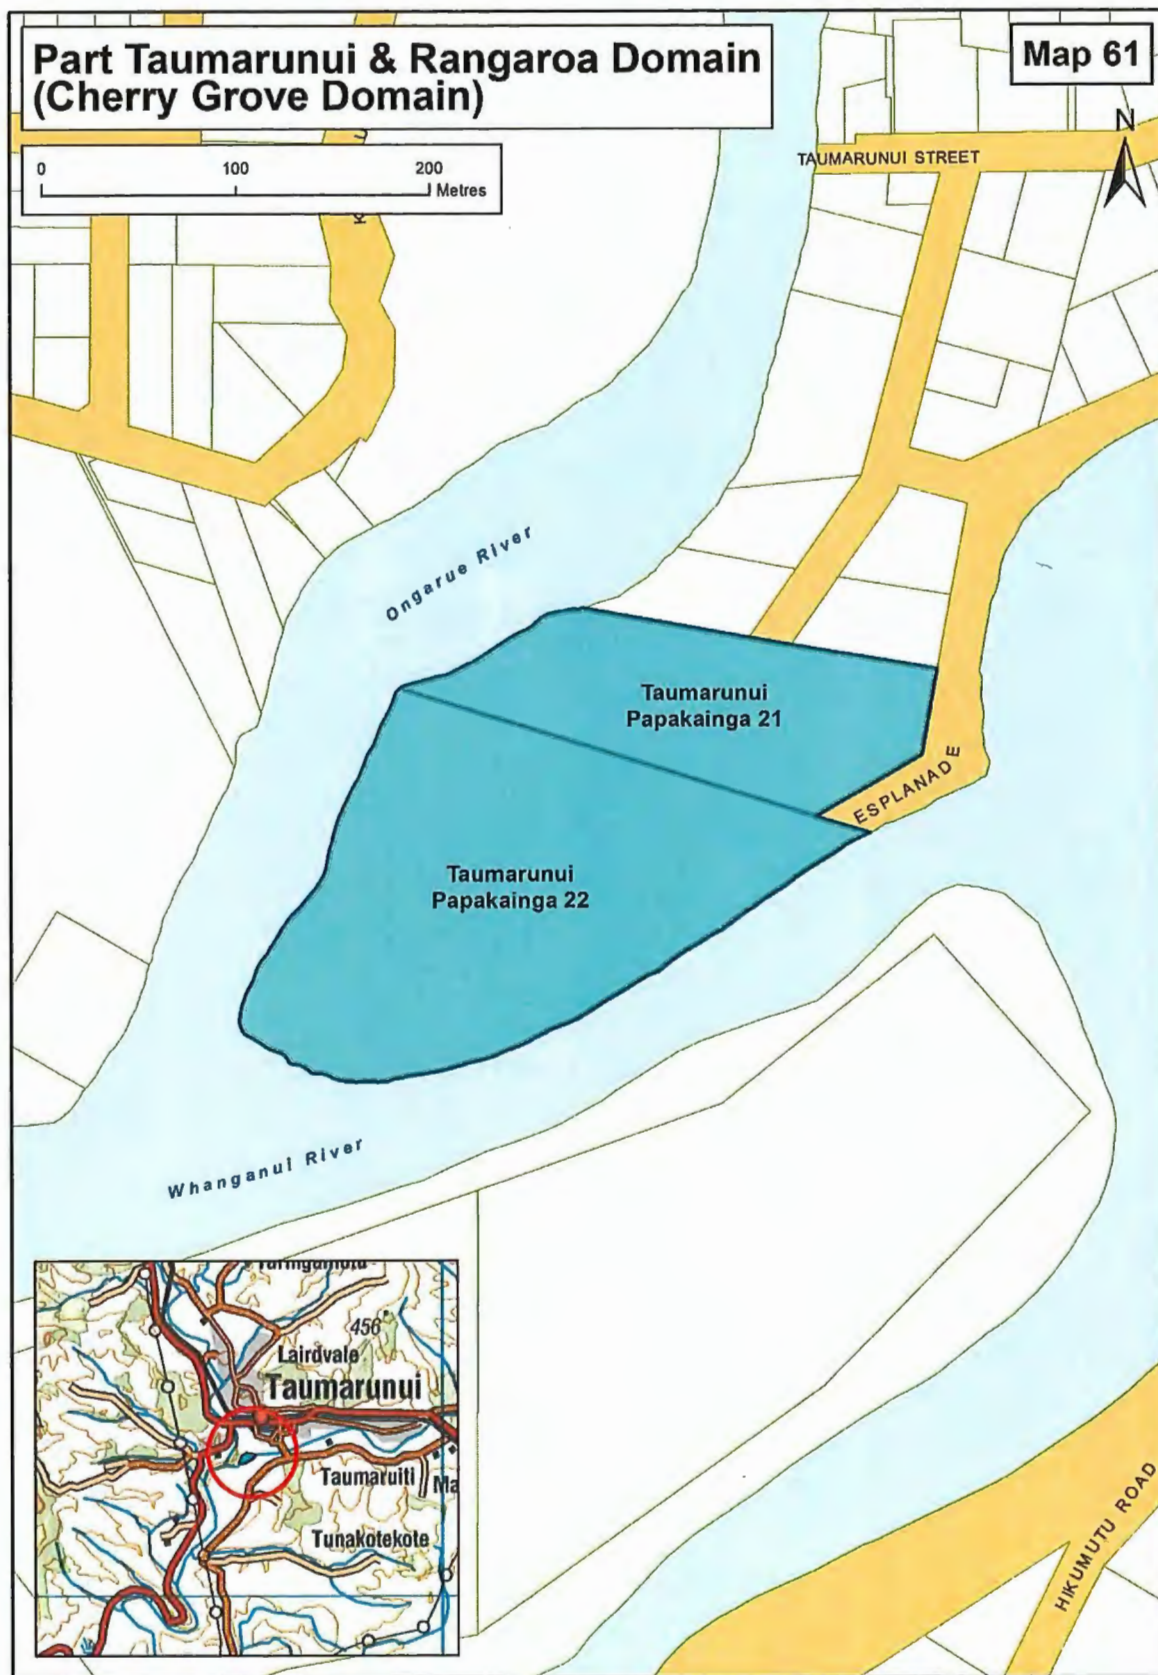 Part Taumarunui & Rangaroa Domain
(Cherry Grove Domain)
Map 61
N
0 100 200
Metres
TAUMARUNUI STREET
Ongarue River
Taumarunui
Papakainga 21
ESPLANADE
Taumarunui
Papakainga 22
Whanganui River
456
Lairdvale
Taumarunui
Taumaruiti
Ma
Tunakotekote
HIKUMUTU ROAD